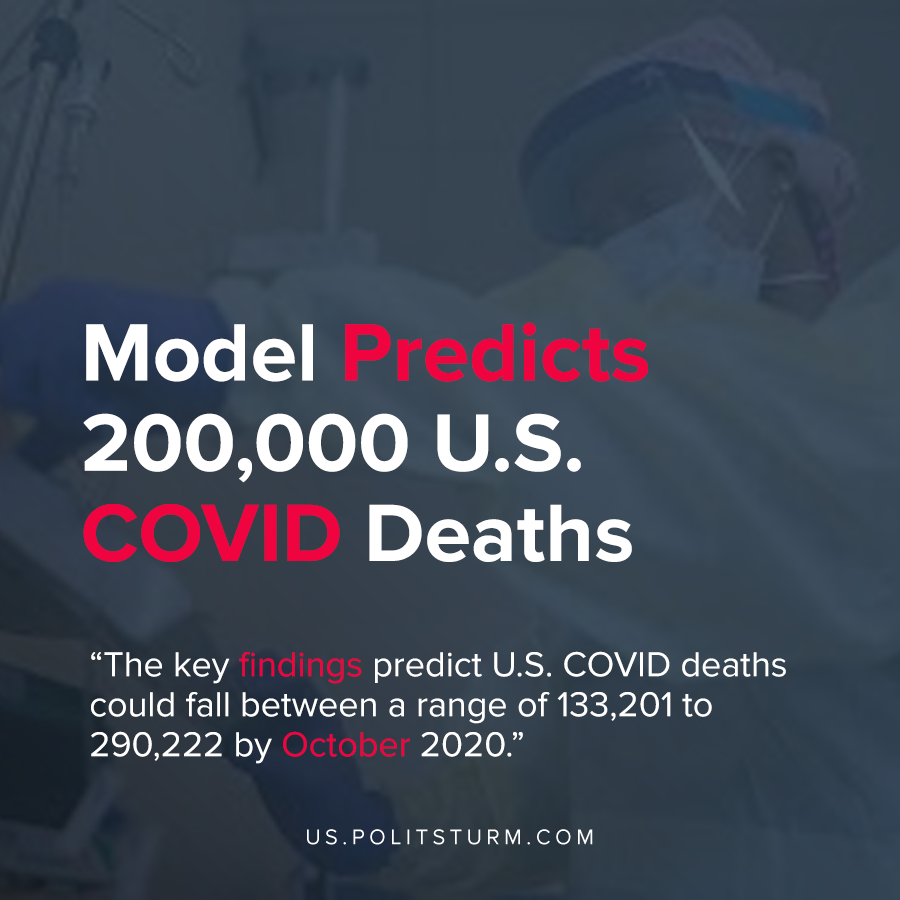 Model Predicts
200,000 U.S.
COVID Deaths
“The key findings predict U.S. COVID deaths
could fall between a range of 133,201 to
290,222 by October 2020.”
US.POLITSTURM.COM